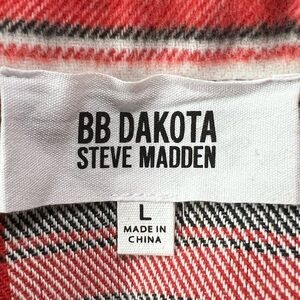 BB DAKOTA
STEVE MADDEN
L
MADE IN
CHINA